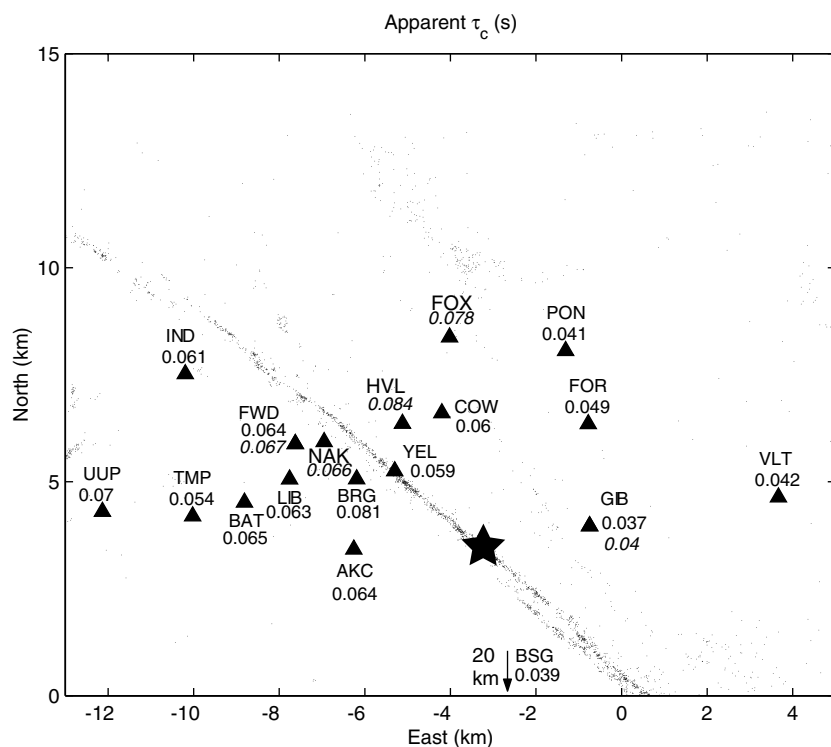 Apparent τc (s)
15
10
5
0
North (km)
FOX
0.078
PON
0.041
IND
0.061
HVL
0.084
COW
0.06
FOR
0.049
FWD
0.064
0.067
NAK
0.066
YEL
0.059
UUP
0.07
TMP
0.054
BAT
0.065
LIB
0.063
BRG
0.081
VLT
0.042
GIB
0.037
0.04
AKC
0.064
20
km
BSG
0.039
-12 -10 -8 -6 -4 -2 0 2 4
East (km)